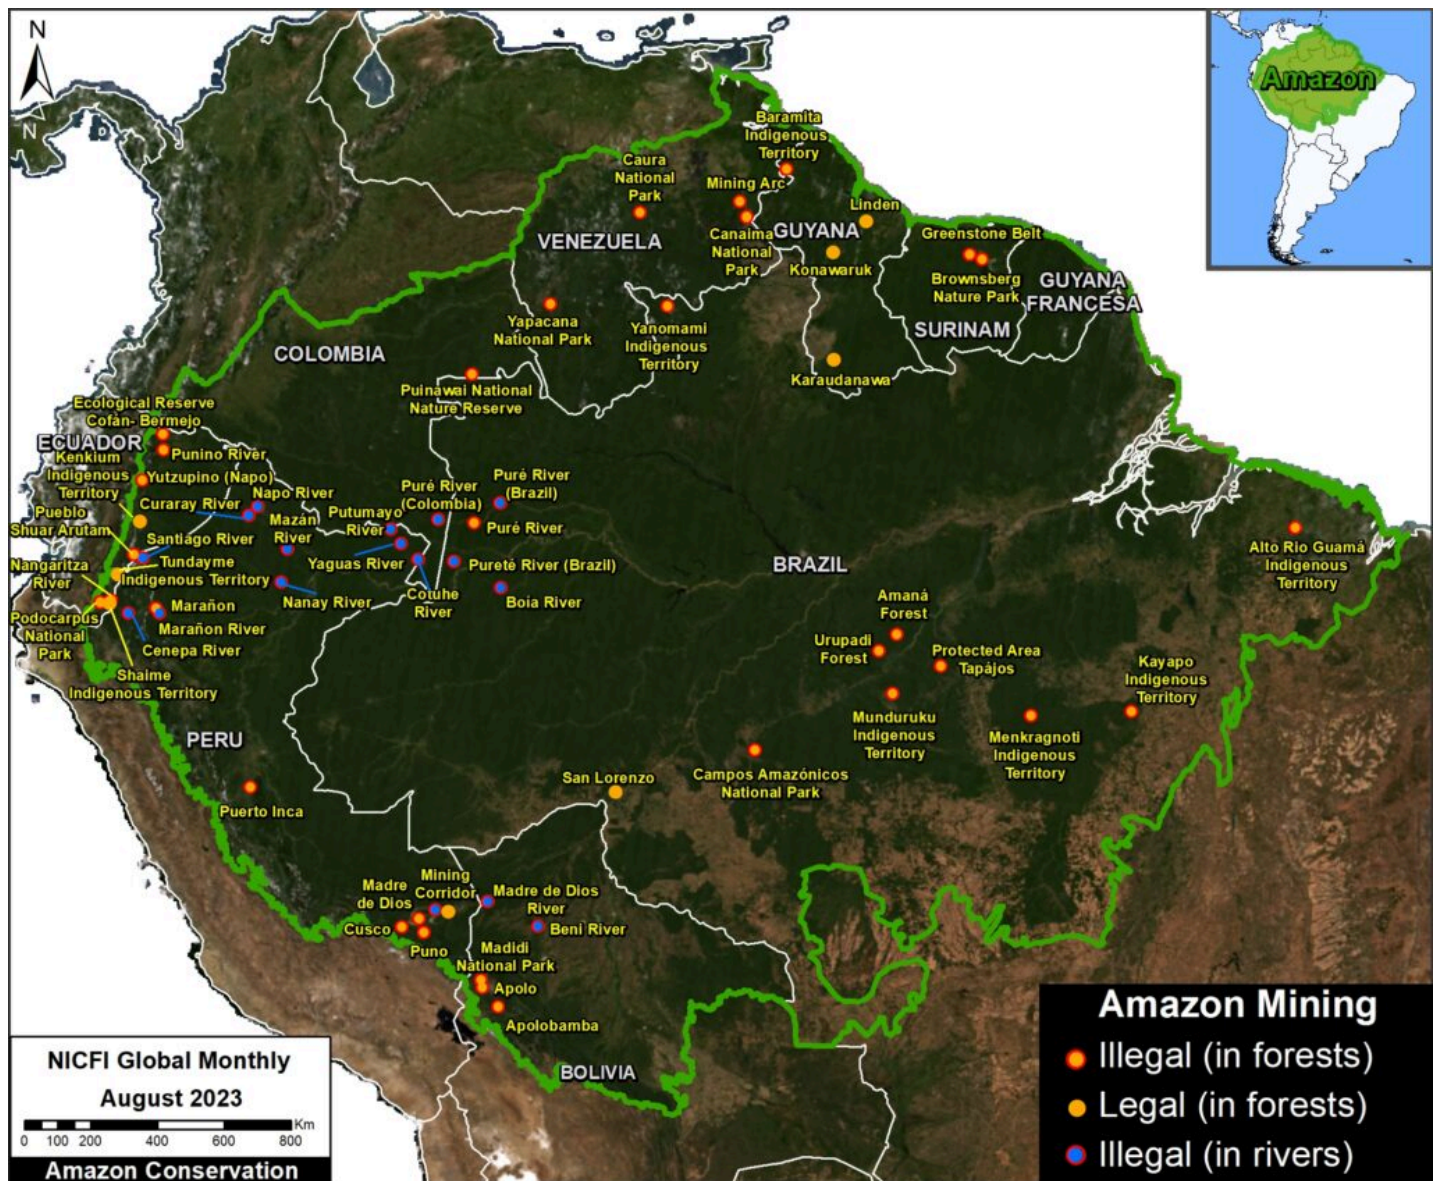 N
N
Amazon
Baramita
Indigenous
Territory
Caura
National
Park
Mining Arc
Linden
VENEZUELA
Canaima
National
Park
GUYANA
Konawaruk
Greenstone Belt
Brownsberg
Nature Park
GUYANA
FRANCESA
SURINAM
Yapacana
National Park
Yanomami
Indigenous
Territory
COLOMBIA
Karaudanawa
Puinawai National
Nature Reserve
Ecological Reserve
Cofán- Bermejo
ECUADOR
Kenkium
Indigenous
Territory
Punino River
Yutzupino (Napo)
Curaray River
Napo River
Pueblo
Shuar Arutam
Mazán
River
Putumayo
River
Puré River
(Colombia)
Puré River
(Brazil)
Puré River
Santiago River
Nangaritza
River
Tundayme
Indigenous Territory
Yaguas River
Pureté River (Brazil)
Nanay River
Cotuhe
River
Boia River
Podocarpus
National
Park
Marañon
Marañon River
Cenepa River
Shaime
Indigenous Territory
BRAZIL
Alto Rio Guamá
Indigenous
Territory
Amaná
Forest
Urupadi
Forest
Protected Area
Tapájos
Kayapo
Indigenous
Territory
Munduruku
Indigenous
Territory
Menkragnoti
Indigenous
Territory
PERU
Campos Amazónicos
National Park
San Lorenzo
Puerto Inca
Madre
de Dios
Mining
Corridor
Madre de Dios
River
Cusco
Beni River
Puno
Madidi
National Park
Apolo
Apolobamba
BOLIVIA
NICFI Global Monthly
August 2023
Km
0 100 200 400 600 800
Amazon Conservation
Amazon Mining
Illegal (in forests)
Legal (in forests)
Illegal (in rivers)